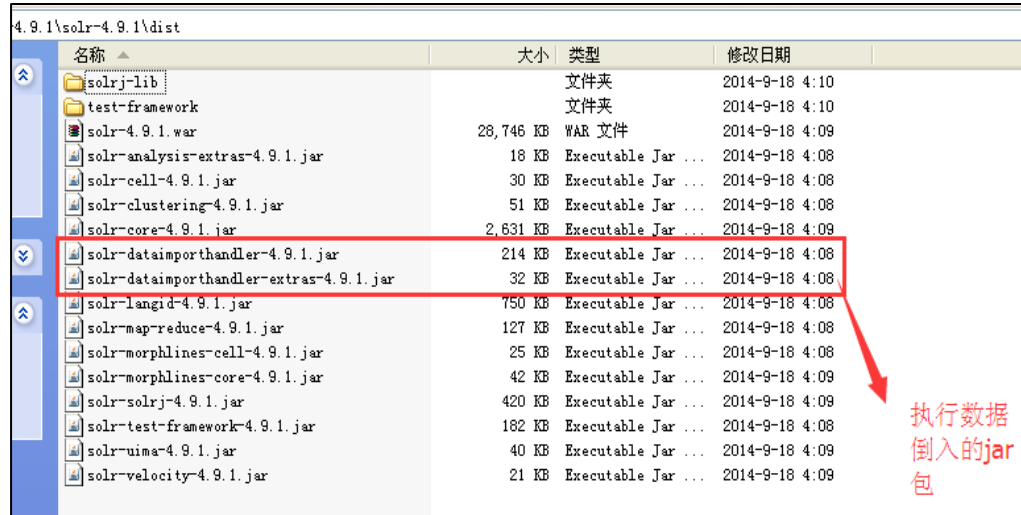 4.9.1\solr-4.9.1\dist
名称 大小 类型 修改日期
solrj-lib 文件夹 2014-9-18 4:10
test-framework 文件夹 2014-9-18 4:10
solr-4.9.1.war 28,746 KB WAR 文件 2014-9-18 4:09
solr-analysis-extras-4.9.1.jar 18 KB Executable Jar ... 2014-9-18 4:08
solr-cell-4.9.1.jar 30 KB Executable Jar ... 2014-9-18 4:08
solr-clustering-4.9.1.jar 51 KB Executable Jar ... 2014-9-18 4:08
solr-core-4.9.1.jar 2,631 KB Executable Jar ... 2014-9-18 4:09
solr-dataimporthandler-4.9.1.jar 214 KB Executable Jar ... 2014-9-18 4:08
solr-dataimporthandler-extras-4.9.1.jar 32 KB Executable Jar ... 2014-9-18 4:08
solr-langid-4.9.1.jar 750 KB Executable Jar ... 2014-9-18 4:08
solr-map-reduce-4.9.1.jar 127 KB Executable Jar ... 2014-9-18 4:08
solr-morphlines-cell-4.9.1.jar 25 KB Executable Jar ... 2014-9-18 4:08
solr-morphlines-core-4.9.1.jar 42 KB Executable Jar ... 2014-9-18 4:09
solr-solrj-4.9.1.jar 420 KB Executable Jar ... 2014-9-18 4:09
solr-test-framework-4.9.1.jar 182 KB Executable Jar ... 2014-9-18 4:08
solr-uima-4.9.1.jar 40 KB Executable Jar ... 2014-9-18 4:09
solr-velocity-4.9.1.jar 21 KB Executable Jar ... 2014-9-18 4:09
执行数据
倒入的jar
包